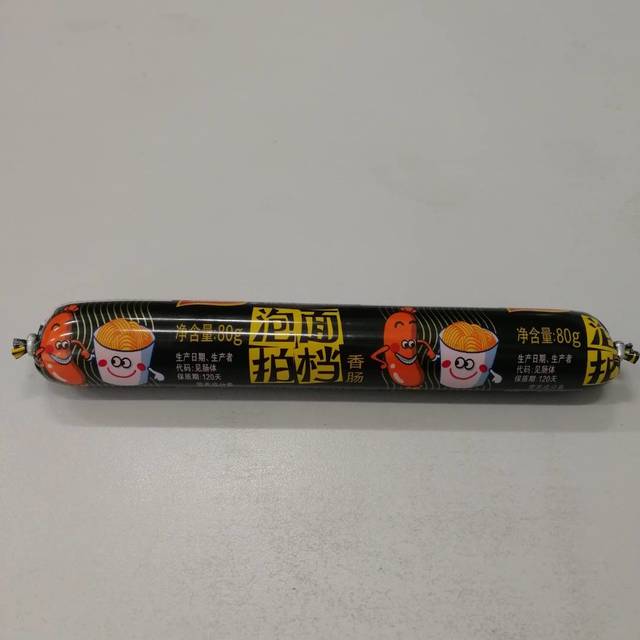 净含量:80g
生产日期、生产者
代码:见肠体
保质期:120天
泡面
拍档
香肠
净含量:80g
生产日期、生产者
代码:见肠体
保质期:120天